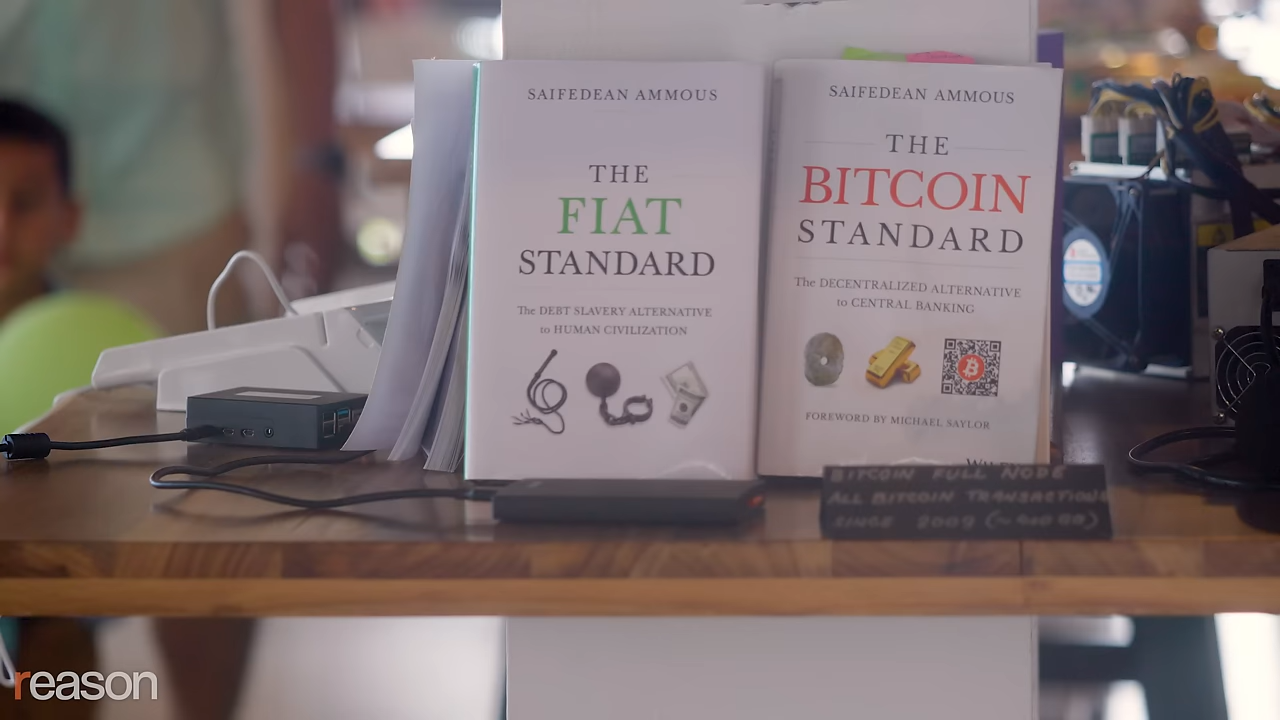 SAIFEDEAN AMMOUS
THE
FIAT
STANDARD
The DEBT SLAVERY ALTERNATIVE
to HUMAN CIVILIZATION
SAIFEDEAN AMMOUS
THE
BITCOIN
STANDARD
The DECENTRALIZED ALTERNATIVE
to CENTRAL BANKING
FOREWORD BY MICHAEL SAYLOR
BITCOIN FULL NODE
ALL BITCOIN TRANSACTIONS
SINCE 2009
reason